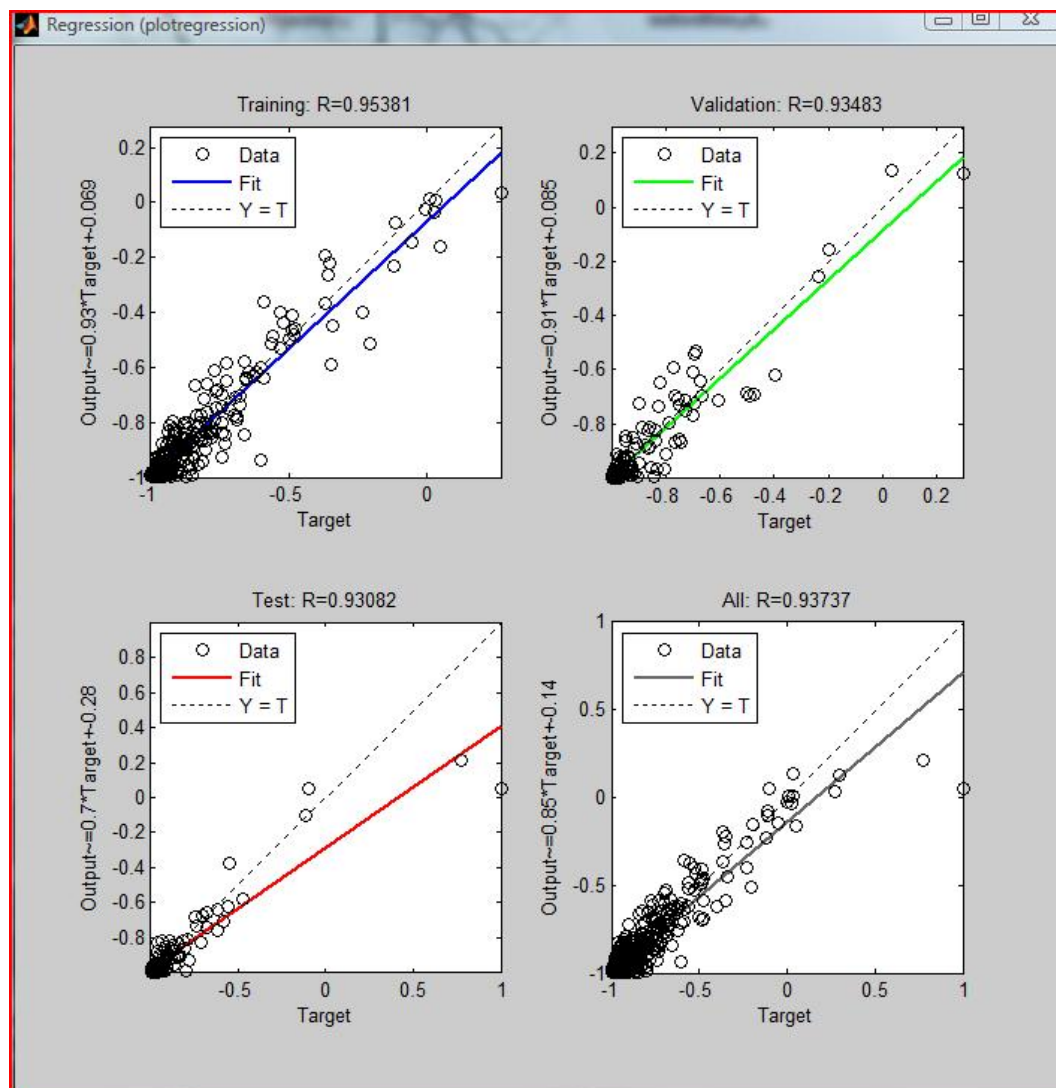 Regression (plotregression)
Training: R=0.95381
Output~=0.93*Target+-0.069
0.2
0
-0.2
-0.4
-0.6
-0.8
-1
Data
Fit
Y = T
-1
-0.5
0
Target
Validation: R=0.93483
Output~=0.91*Target+-0.085
0.2
0
-0.2
-0.4
-0.6
-0.8
Data
Fit
Y = T
-0.8
-0.6
-0.4
-0.2
0
0.2
Target
Test: R=0.93082
Output~=0.7*Target+-0.28
0.8
0.6
0.4
0.2
0
-0.2
-0.4
-0.6
-0.8
Data
Fit
Y = T
-0.5
0
0.5
1
Target
All: R=0.93737
Output~=0.85*Target+-0.14
1
0.5
0
-0.5
-1
Data
Fit
Y = T
-1
-0.5
0
0.5
1
Target